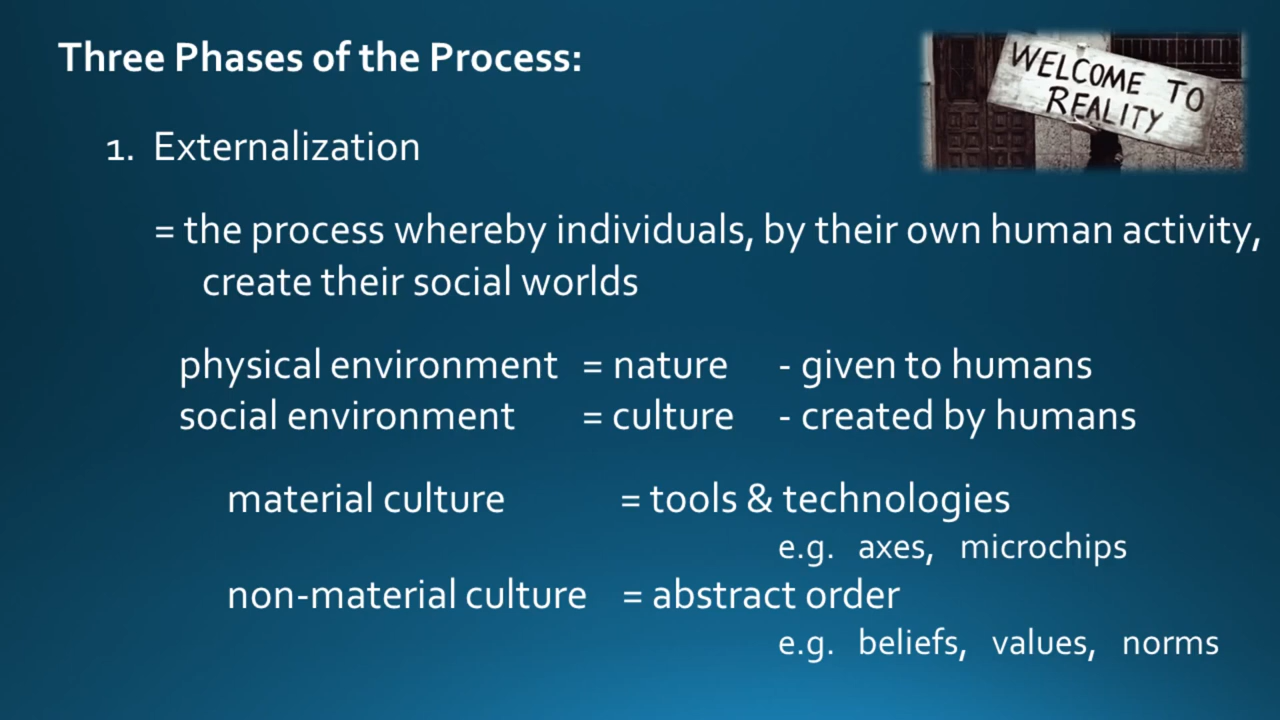 Three Phases of the Process:
WELCOME TO
REALITY
1. Externalization
= the process whereby individuals, by their own human activity,
create their social worlds
physical environment = nature - given to humans
social environment = culture - created by humans
material culture = tools & technologies
e.g. axes, microchips
non-material culture = abstract order
e.g. beliefs, values, norms